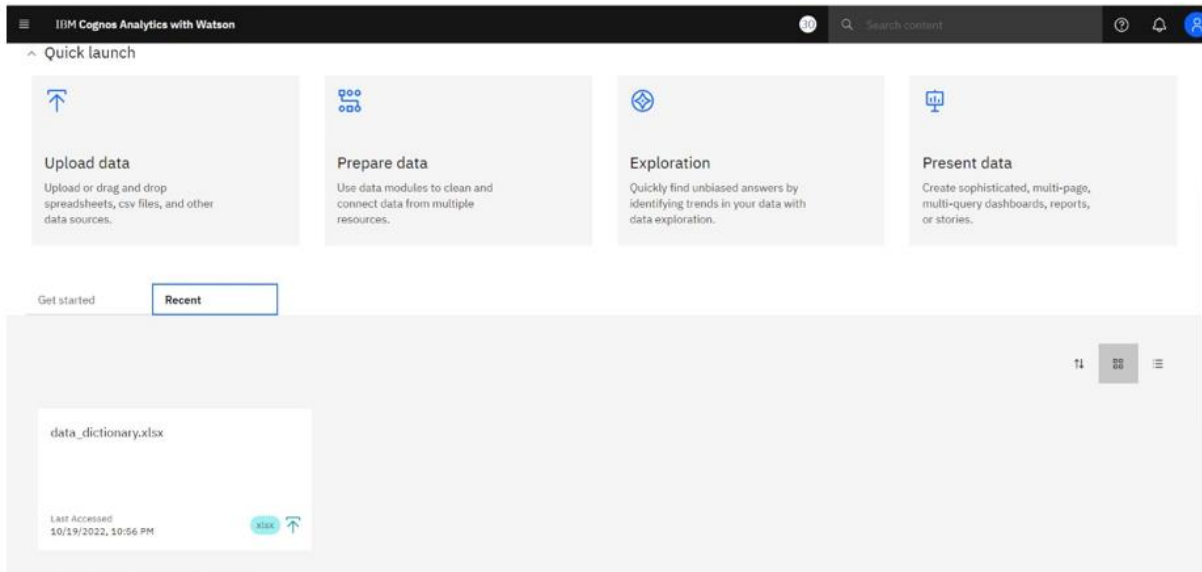 IBM Cognos Analytics with Watson
30
Search content
Quick launch
Upload data
Upload or drag and drop
spreadsheets, csv files, and other
data sources.
Prepare data
Use data modules to clean and
connect data from multiple
resources.
Exploration
Quickly find unbiased answers by
identifying trends in your data with
data exploration.
Present data
Create sophisticated, multi-page,
multi-query dashboards, reports,
or stories.
Get started
Recent
data_dictionary.xlsx
Last Accessed
10/19/2022, 10:56 PM
xlsx